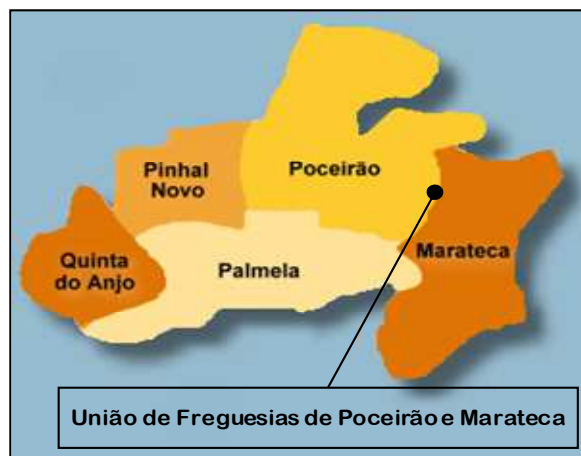 Pinhal
Novo
Poceirão
Quinta
do Anjo
Palmela
Marateca
União de Freguesias de Poceirão e Marateca